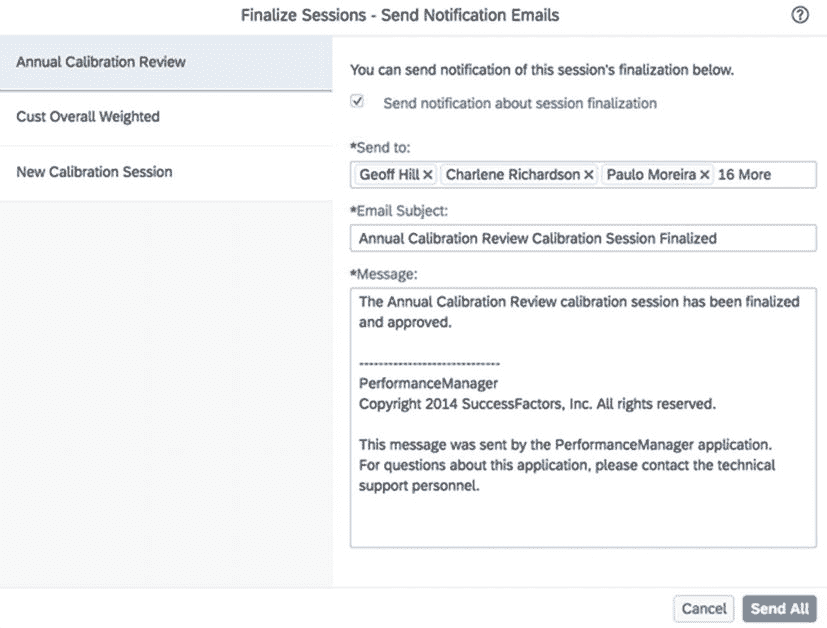 Finalize Sessions - Send Notification Emails
Annual Calibration Review
Cust Overall Weighted
New Calibration Session
You can send notification of this session's finalization below.
Send notification about session finalization
*Send to:
Geoff Hill × Charlene Richardson × Paulo Moreira × 16 More
*Email Subject:
Annual Calibration Review Calibration Session Finalized
*Message:
The Annual Calibration Review calibration session has been finalized
and approved.
-----------------------------
PerformanceManager
Copyright 2014 SuccessFactors, Inc. All rights reserved.
This message was sent by the PerformanceManager application.
For questions about this application, please contact the technical
support personnel.
Cancel Send All